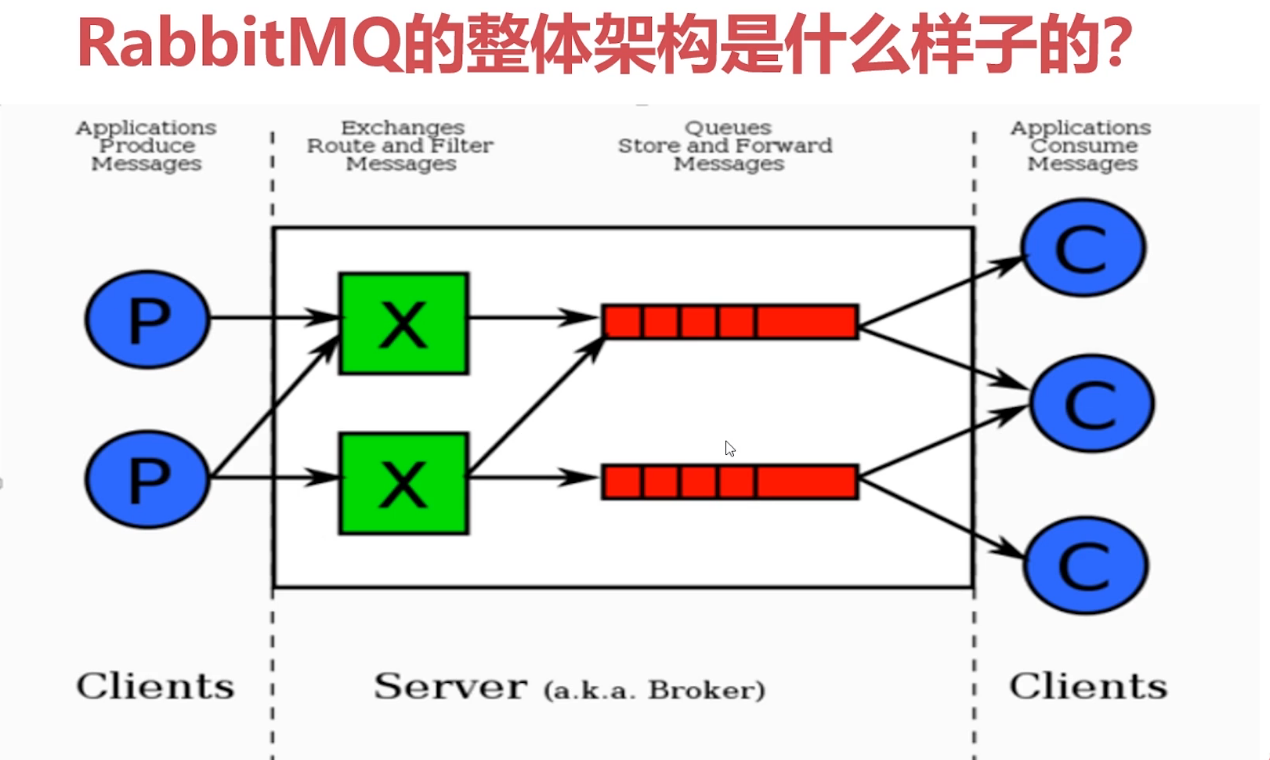 RabbitMQ的整体架构是什么样子的?
Applications
Produce
Messages
Exchanges
Route and Filter
Messages
Queues
Store and Forward
Messages
Applications
Consume
Messages
P
X
C
C
P
X
C
Clients
Server (a.k.a. Broker)
Clients